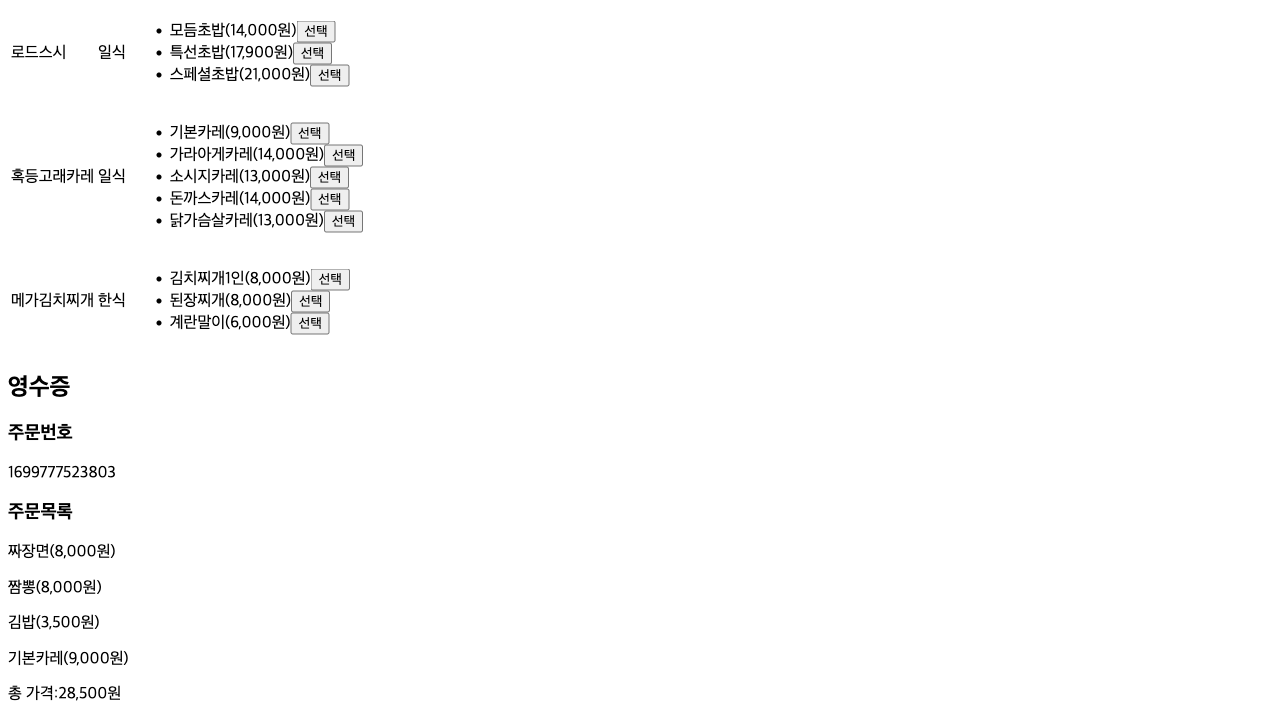 모듬초밥(14,000원) 선택
로드스시 일식 특선초밥(17,900원) 선택
스페셜초밥(21,000원) 선택
기본카레(9,000원) 선택
가라아게카레(14,000원) 선택
혹등고래카레 일식 소시지카레(13,000원) 선택
돈까스카레(14,000원) 선택
닭가슴살카레(13,000원) 선택
김치찌개1인(8,000원) 선택
메가김치찌개 한식 된장찌개(8,000원) 선택
계란말이(6,000원) 선택
영수증
주문번호
1699777523803
주문목록
짜장면(8,000원)
짬뽕(8,000원)
김밥(3,500원)
기본카레(9,000원)
총 가격:28,500원